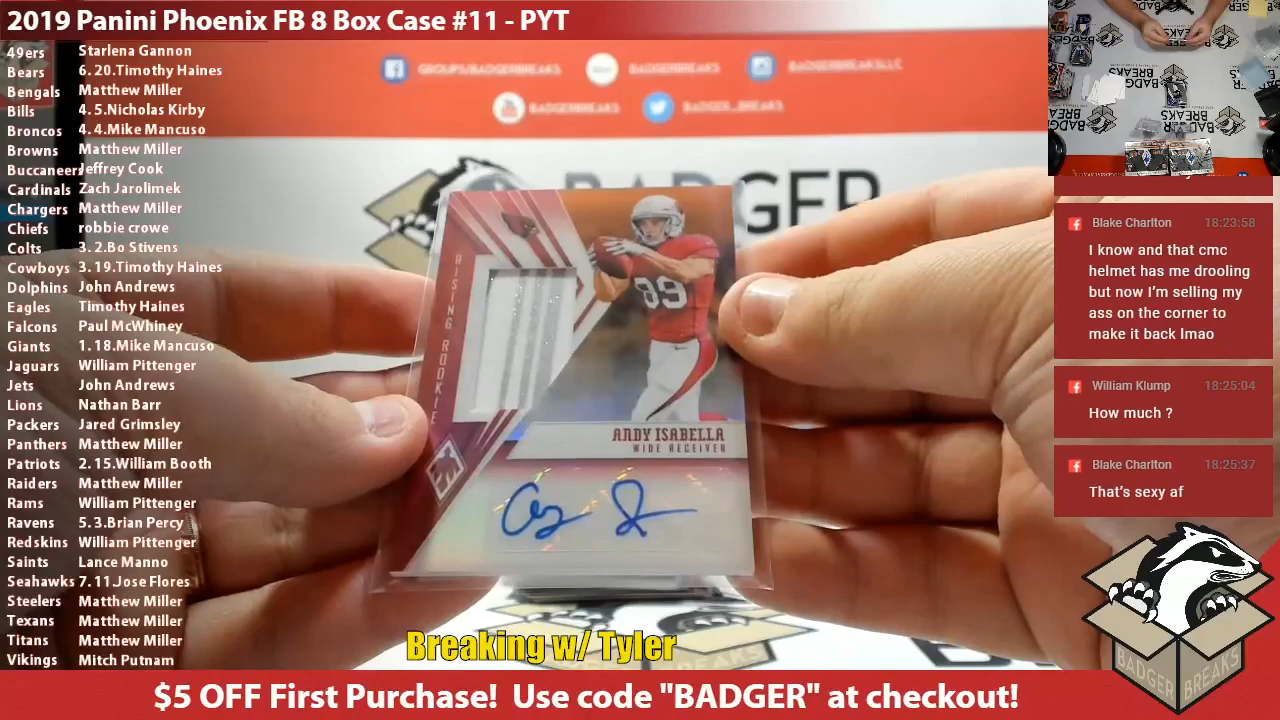 2019 Panini Phoenix FB 8 Box Case #11 - PYT
49ers Starlena Gannon
Bears 6. 20.Timothy Haines
Bengals Matthew Miller
Bills 4. 5.Nicholas Kirby
Broncos 4. 4.Mike Mancuso
Browns Matthew Miller
Buccaneers Jeffrey Cook
Cardinals Zach Jarolimek
Chargers Matthew Miller
Chiefs robbie crowe
Colts 3. 2.Bo Stivens
Cowboys 3. 19.Timothy Haines
Dolphins John Andrews
Eagles Timothy Haines
Falcons Paul McWhiney
Giants 1. 18.Mike Mancuso
Jaguars William Pittenger
Jets John Andrews
Lions Nathan Barr
Packers Jared Grimsley
Panthers Matthew Miller
Patriots 2. 15.William Booth
Raiders Matthew Miller
Rams William Pittenger
Ravens 5. 3.Brian Percy
Redskins William Pittenger
Saints Lance Manno
Seahawks 7. 11.Jose Flores
Steelers Matthew Miller
Texans Matthew Miller
Titans Matthew Miller
Vikings Mitch Putnam
GROUPS/BADGERBREAKS
BADGERBREAKS
BADGERBREAKSLLC
BADGERBREAKS
BADGER_BREAKS
BADGER
RISING ROOKIE
89
ANDY ISABELLA
WIDE RECEIVER
Breaking w/ Tyler
Blake Charlton 18:23:58
I know and that cmc
helmet has me drooling
but now I'm selling my
ass on the corner to
make it back lmao
William Klump 18:25:04
How much ?
Blake Charlton 18:25:37
That's sexy af
BADGER BREAKS
$5 OFF First Purchase! Use code "BADGER" at checkout!